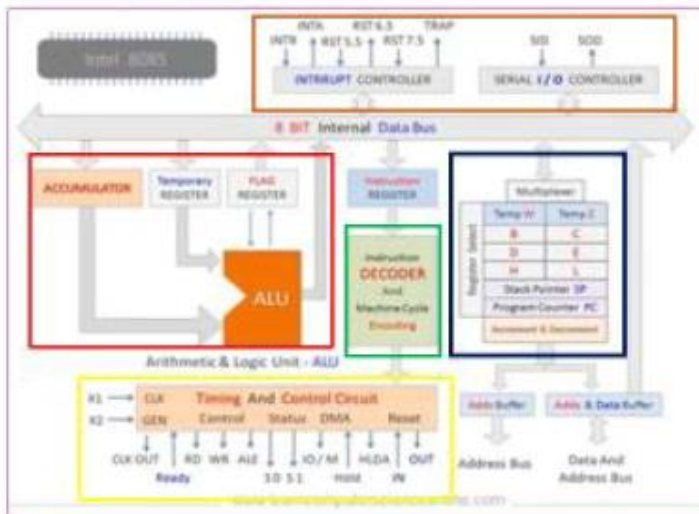 Intel 8085
INTA RST 6.5 TRAP
INTR RST 5.5 RST 7.5 SID SOD
INTRRUPT CONTROLLER SERIAL I / O CONTROLLER
8 BIT Internal Data Bus
ACCUMULATOR
Temporary REGISTER
FLAG REGISTER
Instruction REGISTER
Multiplexer
Register Select
Temp W Temp Z
B C
D E
H L
Stack Pointer SP
Program Counter PC
Increment & Decrement
Instruction
DECODER
And
Machine Cycle
Encoding
ALU
Arithmetic & Logic Unit - ALU
X1 CLK Timing And Control Circuit
X2 GEN Control Status DMA Reset
CLK OUT RD WR ALE IO / M HLDA OUT
Ready S0 S1 Hold IN
Adds Buffer Adds & Data Buffer
Address Bus
Data And
Address Bus